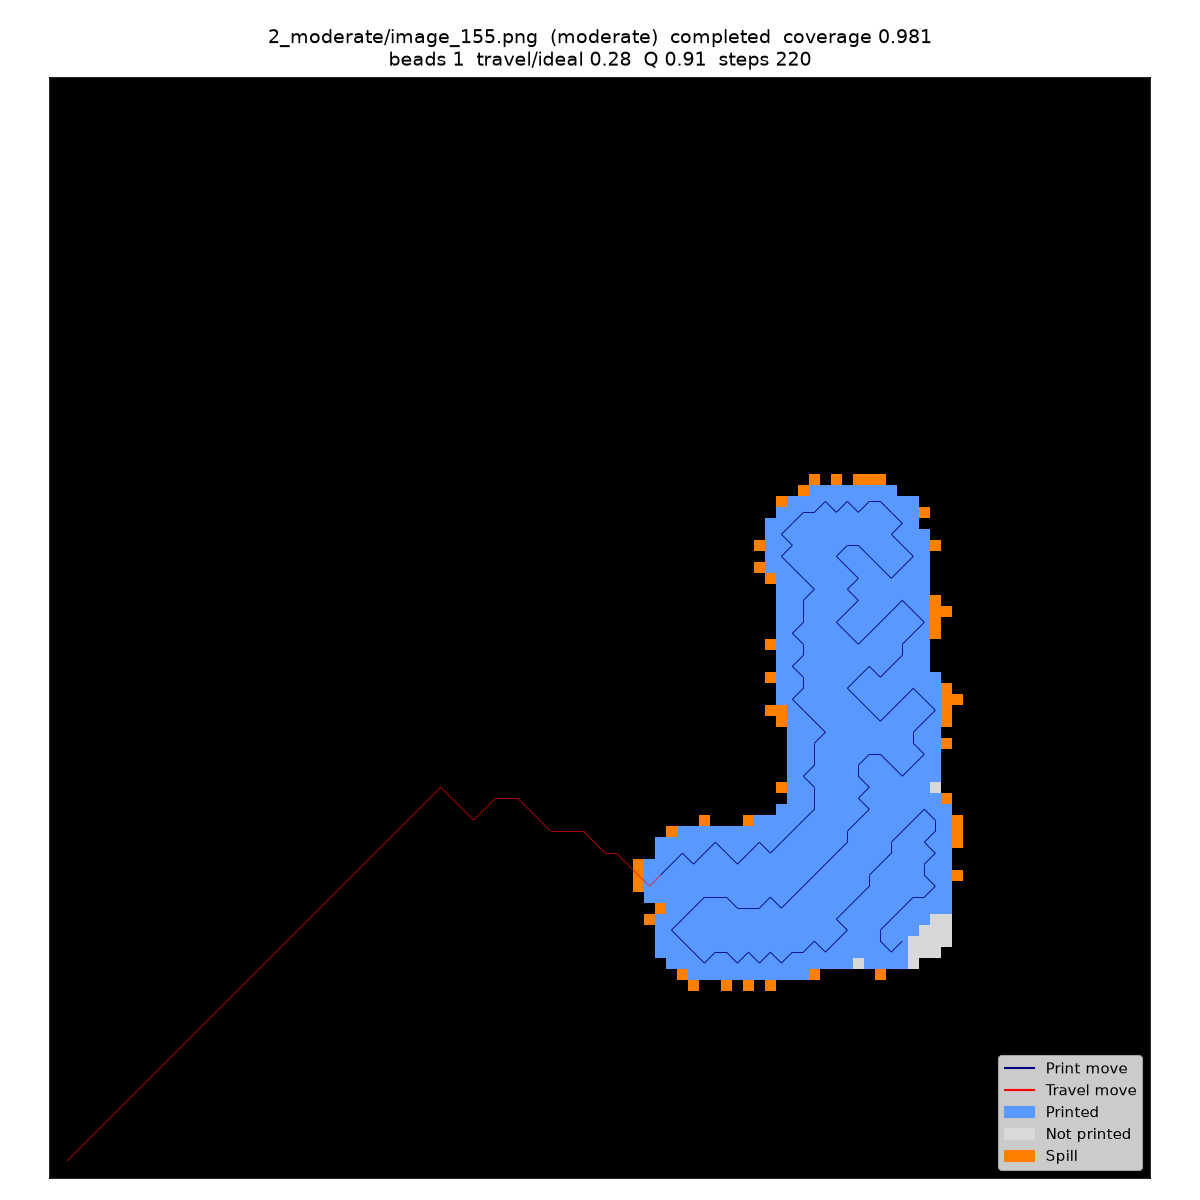 2_moderate/image_155.png  (moderate)  completed  coverage 0.981
beads 1  travel/ideal 0.28  Q 0.91  steps 220
Print move
Travel move
Printed
Not printed
Spill